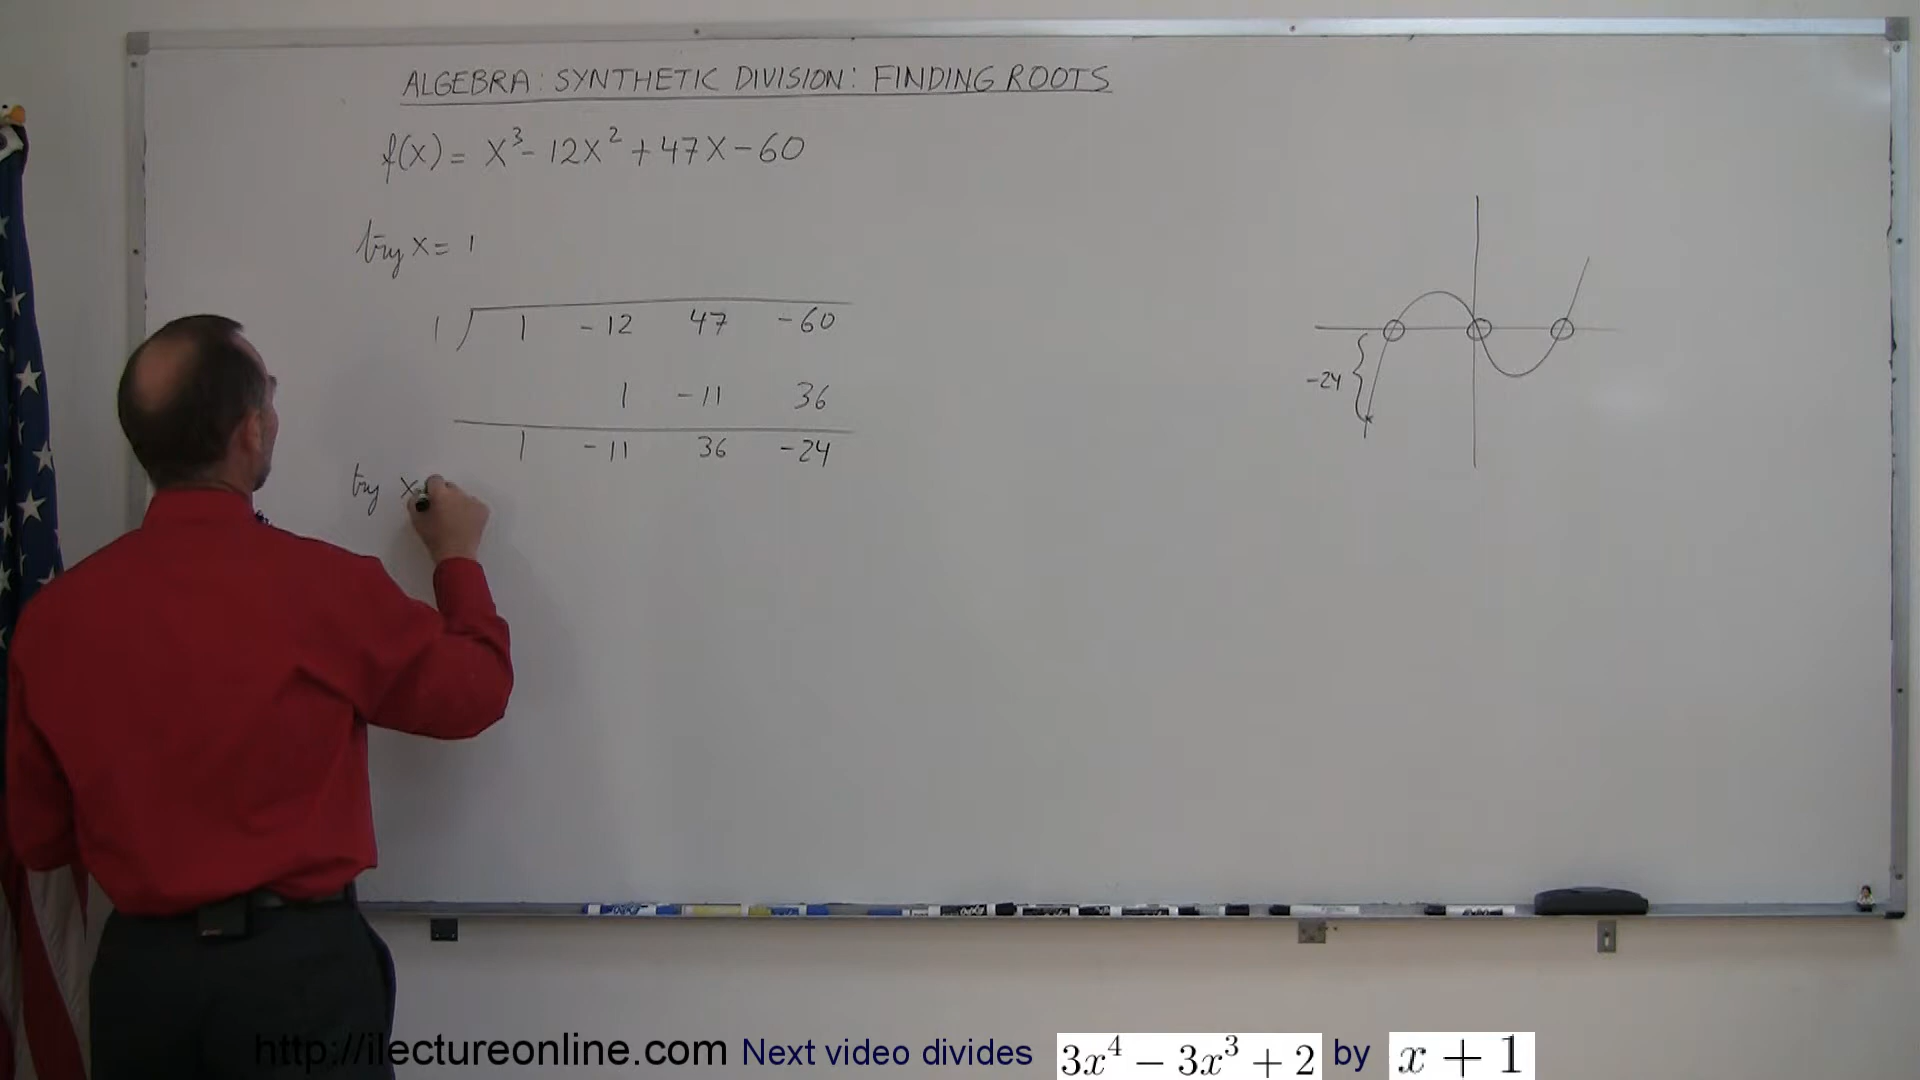 ALGEBRA: SYNTHETIC DIVISION: FINDING ROOTS
f(x) = x³ - 12x² + 47x - 60
try x = 1
1 ) 1 -12 47 -60
1 -11 36
1 -11 36 -24
try x
-24
http://ilectureonline.com Next video divides 3x⁴ − 3x³ + 2 by x + 1